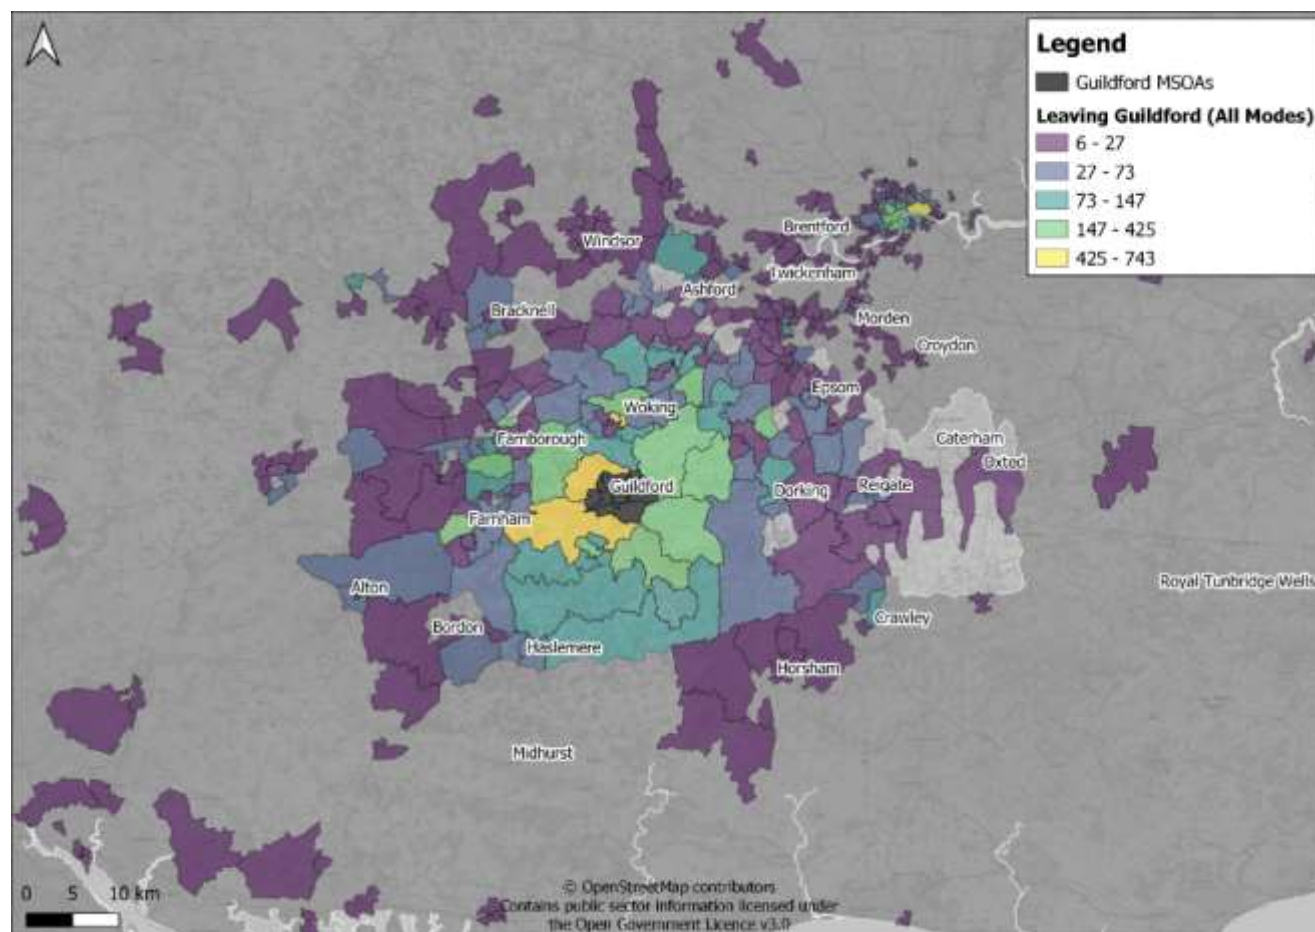 Legend
Guildford MSOAs
Leaving Guildford (All Modes)
6 - 27
27 - 73
73 - 147
147 - 425
425 - 743
Brentford
Windsor
Twickenham
Ashford
Bracknell
Morden
Croydon
Epsom
Woking
Farnborough
Caterham
Oxted
Guildford
Dorking
Reigate
Farnham
Alton
Royal Tunbridge Wells
Crawley
Bordon
Haslemere
Horsham
Midhurst
0 5 10 km
© OpenStreetMap contributors
Contains public sector information licensed under
the Open Government Licence v3.0